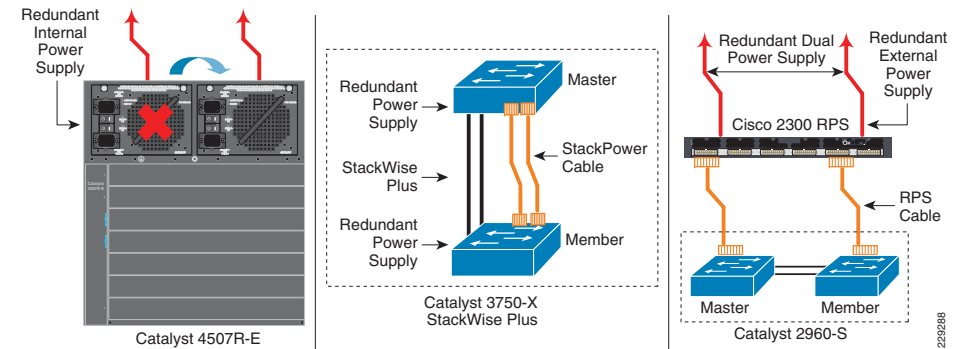 Redundant
Internal
Power
Supply
Catalyst 4507R-E
Redundant
Power
Supply
StackWise
Plus
Redundant
Power
Supply
Master
StackPower
Cable
Member
Catalyst 3750-X
StackWise Plus
Redundant Dual
Power Supply
Redundant
External
Power
Supply
Cisco 2300 RPS
RPS
Cable
Master
Member
Catalyst 2960-S
229288